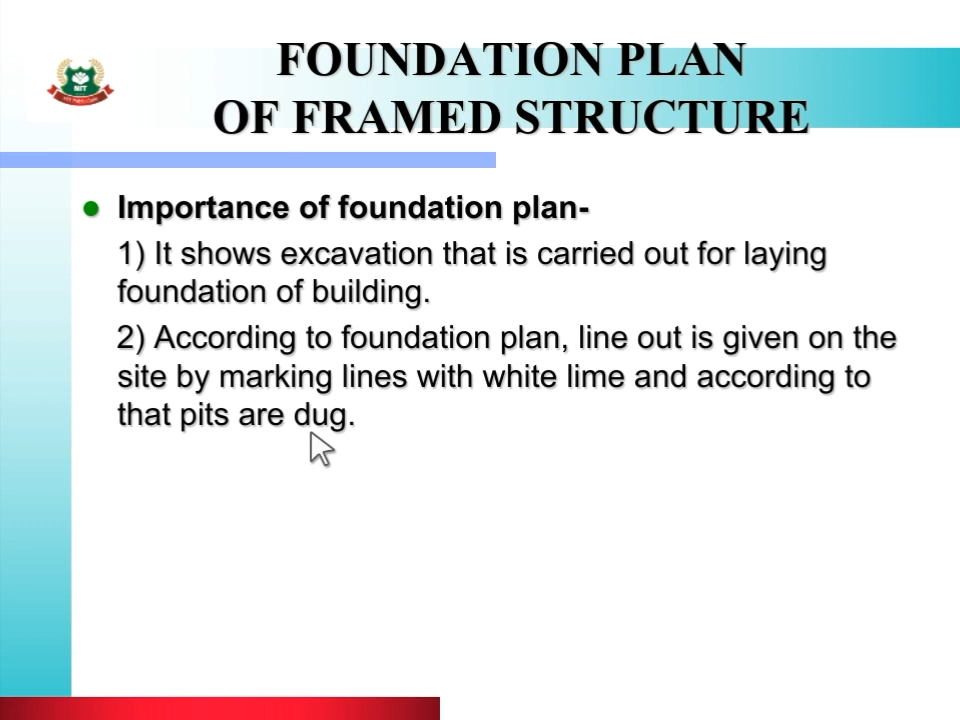 FOUNDATION PLAN
OF FRAMED STRUCTURE
NIT
Importance of foundation plan-
1) It shows excavation that is carried out for laying
foundation of building.
2) According to foundation plan, line out is given on the
site by marking lines with white lime and according to
that pits are dug.